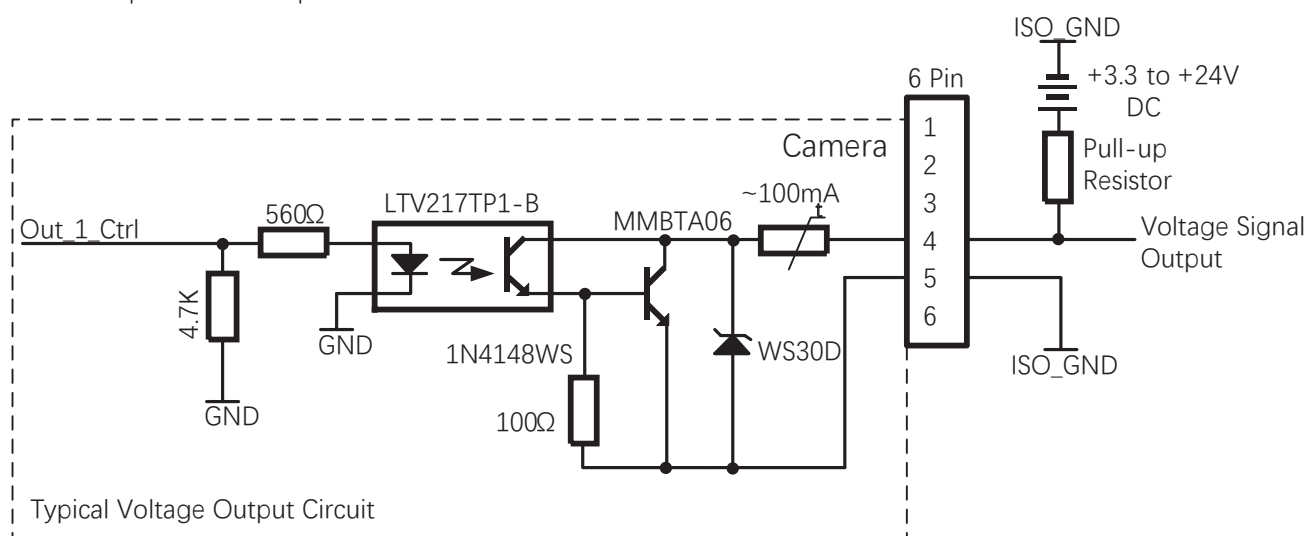 ISO_GND
6 Pin
+3.3 to +24V
DC
Camera
1
2
3
4
5
6
Pull-up
Resistor
~100mA
t
LTV217TP1-B
MMBTA06
560Ω
Out_1_Ctrl
Voltage Signal
Output
4.7K
GND
1N4148WS
WS30D
ISO_GND
GND
100Ω
Typical Voltage Output Circuit